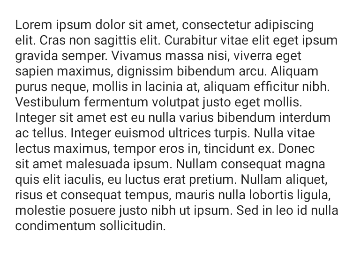 Lorem ipsum dolor sit amet, consectetur adipiscing
elit. Cras non sagittis elit. Curabitur vitae elit eget ipsum
gravida semper. Vivamus massa nisi, viverra eget
sapien maximus, dignissim bibendum arcu. Aliquam
purus neque, mollis in lacinia at, aliquam efficitur nibh.
Vestibulum fermentum volutpat justo eget mollis.
Integer sit amet est eu nulla varius bibendum interdum
ac tellus. Integer euismod ultrices turpis. Nulla vitae
lectus maximus, tempor eros in, tincidunt ex. Donec
sit amet malesuada ipsum. Nullam consequat magna
quis elit iaculis, eu luctus erat pretium. Nullam aliquet,
risus et consequat tempus, mauris nulla lobortis ligula,
molestie posuere justo nibh ut ipsum. Sed in leo id nulla
condimentum sollicitudin.